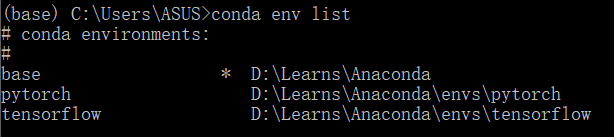 (base) C:\Users\ASUS>conda env list
# conda environments:
#
base * D:\Learns\Anaconda
pytorch D:\Learns\Anaconda\envs\pytorch
tensorflow D:\Learns\Anaconda\envs\tensorflow